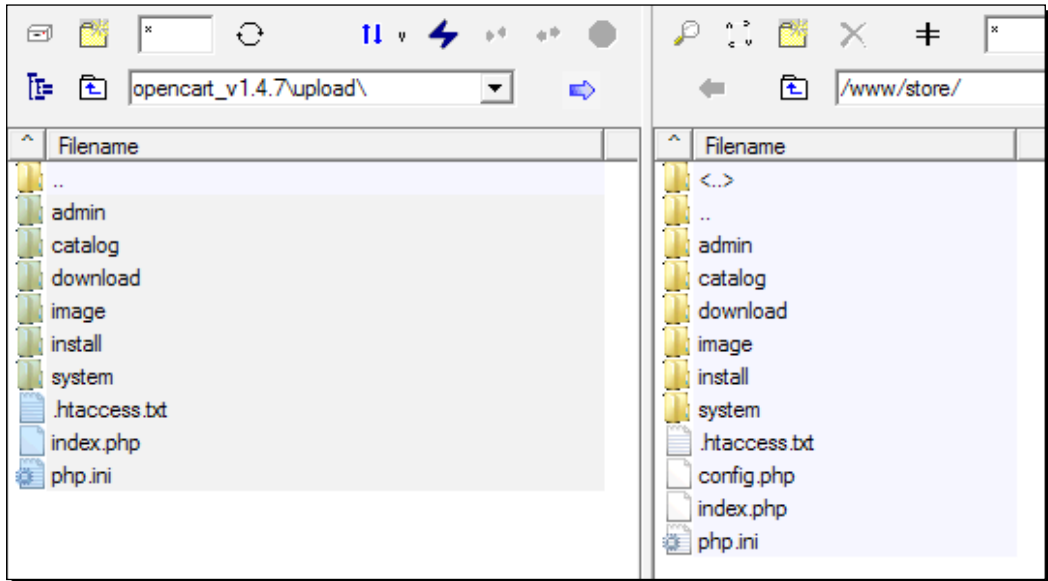 *
opencart_v1.4.7\upload\
Filename
..
admin
catalog
download
image
install
system
.htaccess.txt
index.php
php.ini
*
/www/store/
Filename
<..>
..
admin
catalog
download
image
install
system
.htaccess.txt
config.php
index.php
php.ini